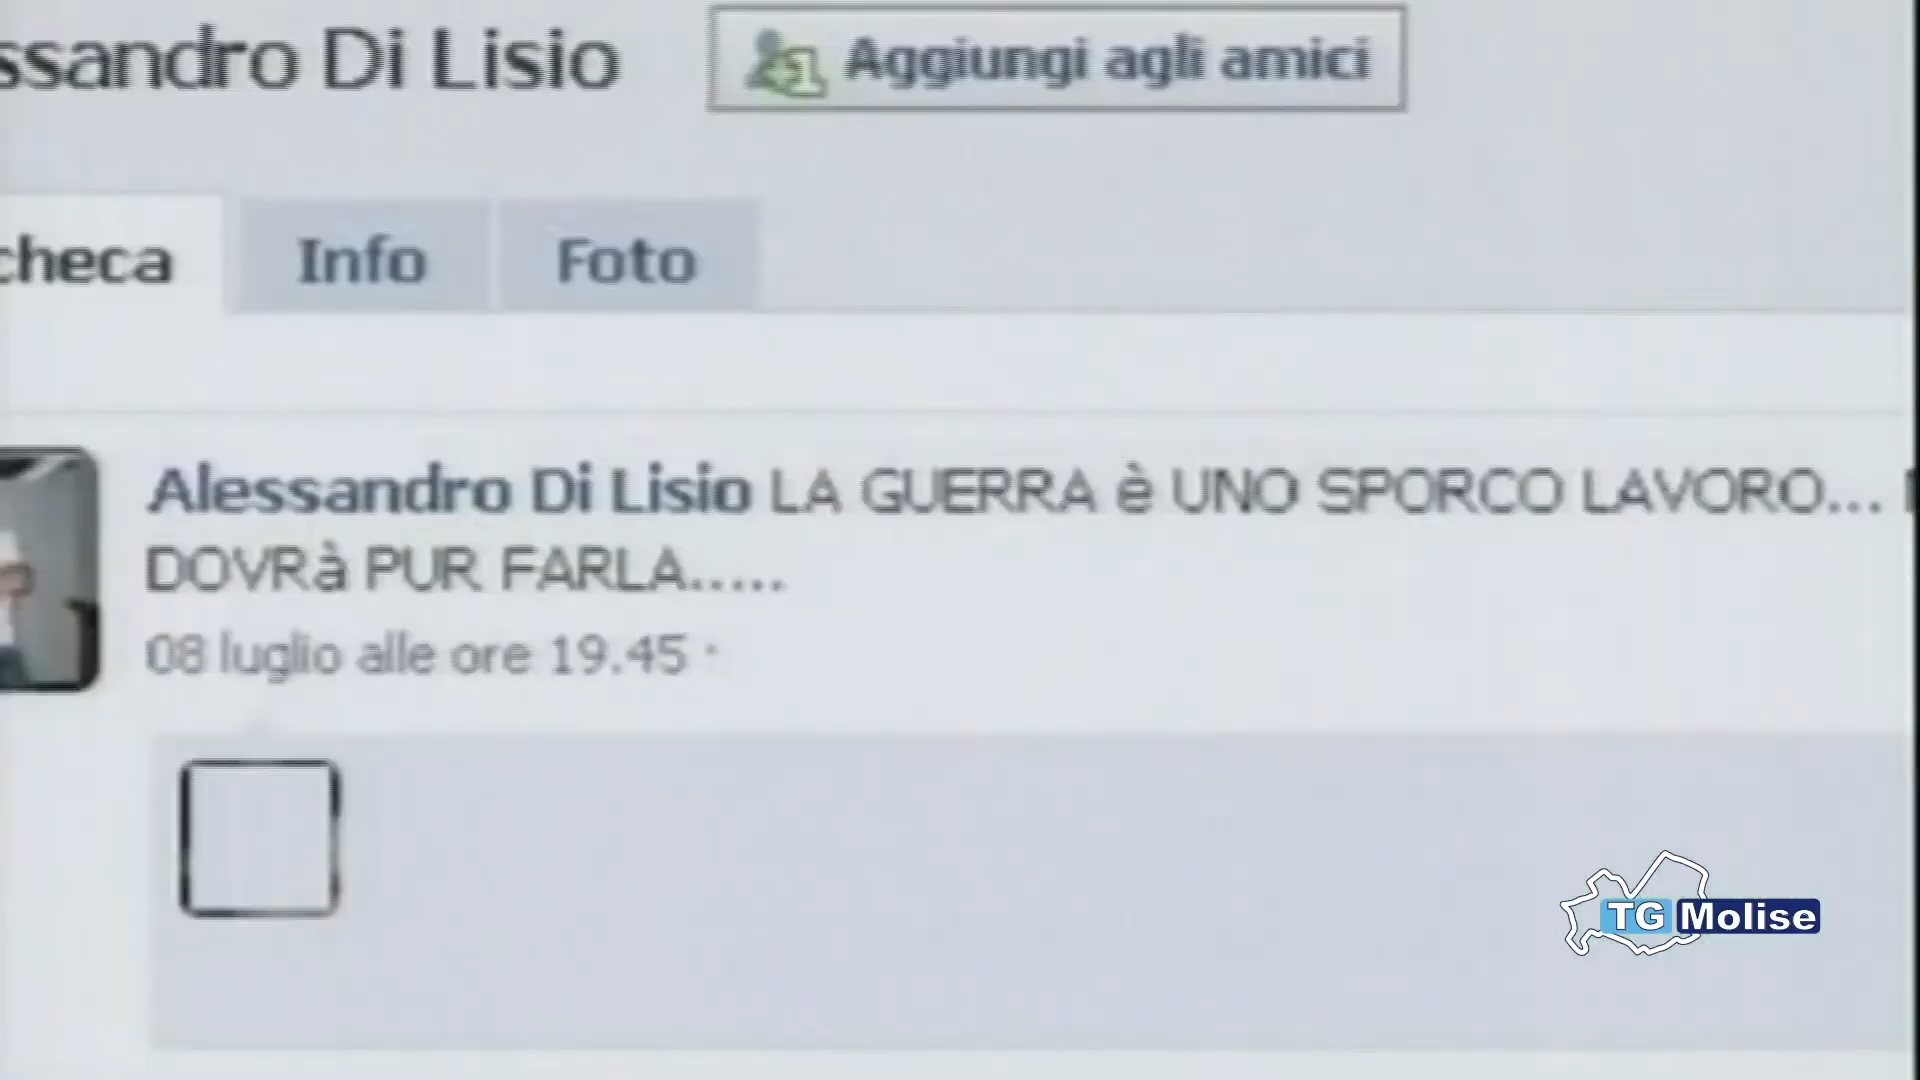 ssandro Di Lisio
Aggiungi agli amici
checa
Info
Foto
Alessandro Di Lisio LA GUERRA è UNO SPORCO LAVORO...
DOVRà PUR FARLA.....
08 luglio alle ore 19.45 ·
TG Molise